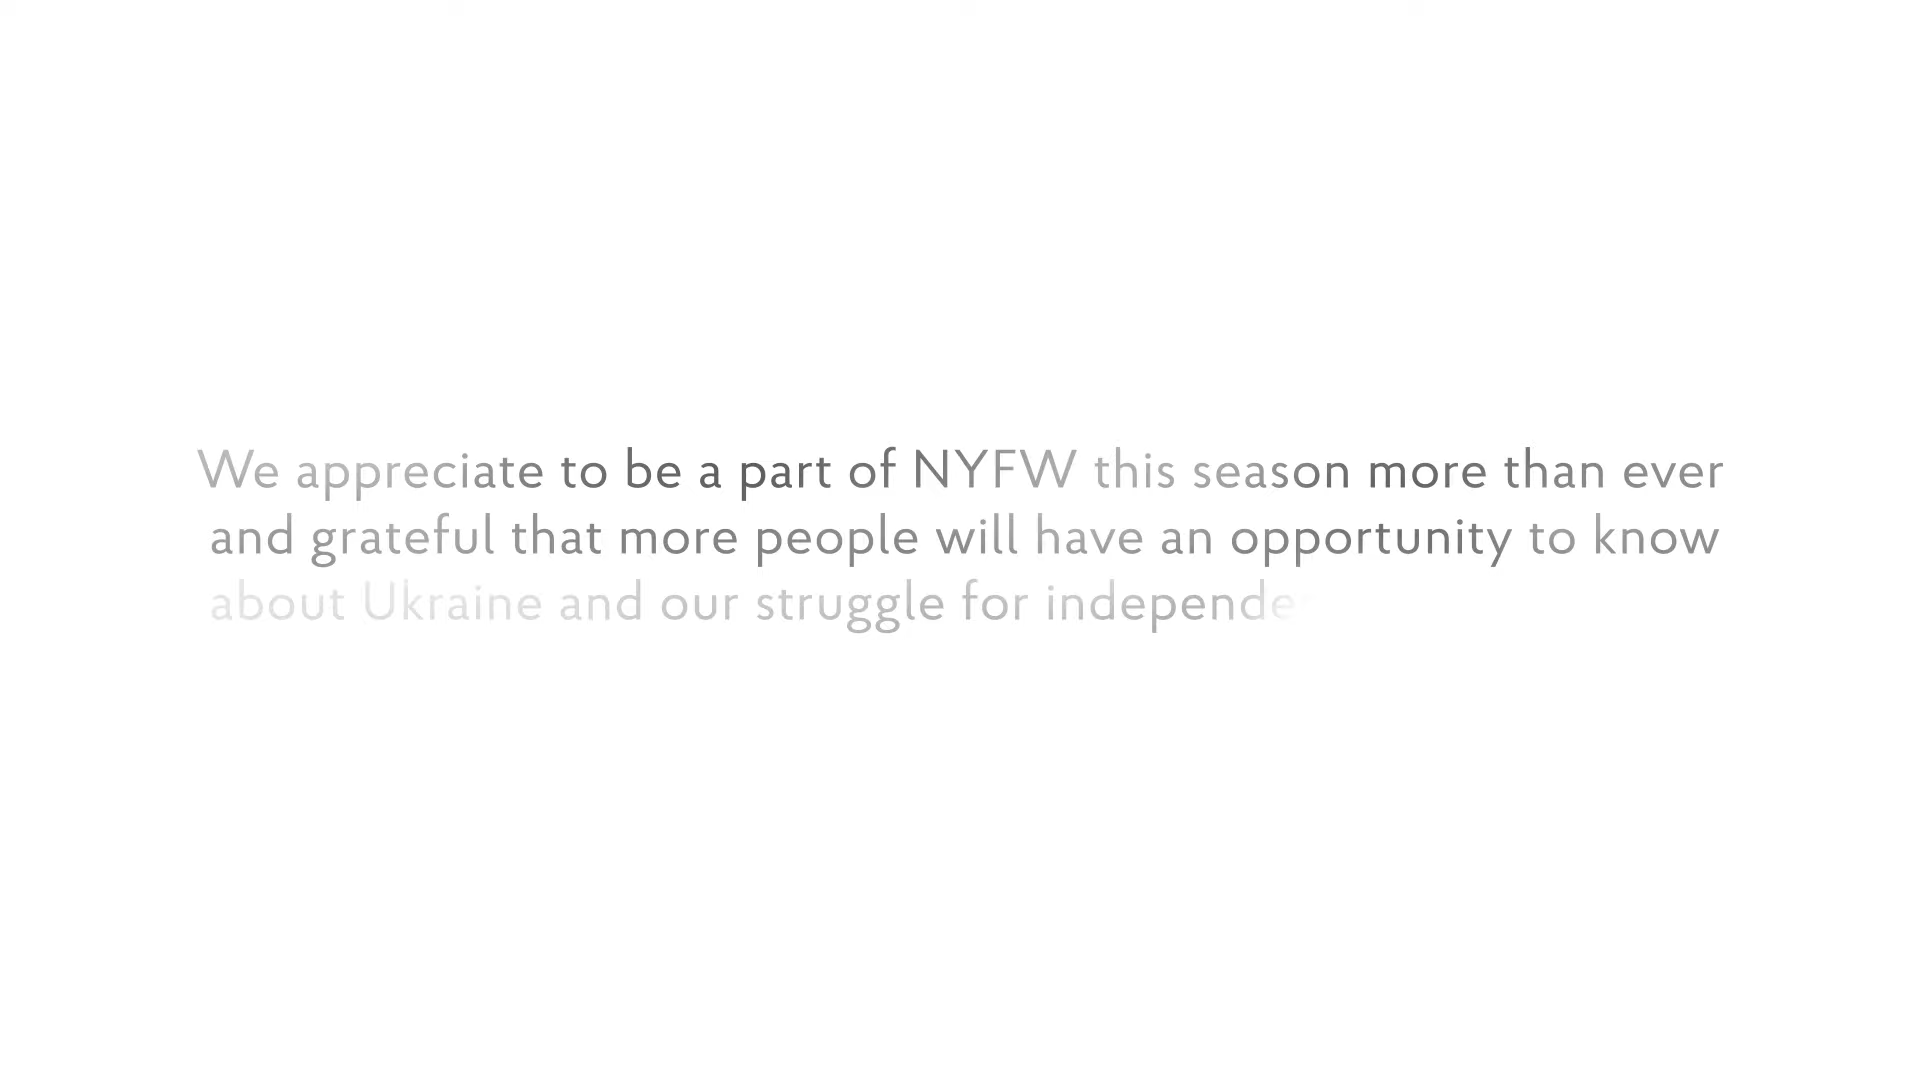 We appreciate to be a part of NYFW this season more than ever
and grateful that more people will have an opportunity to know
about Ukraine and our struggle for independe